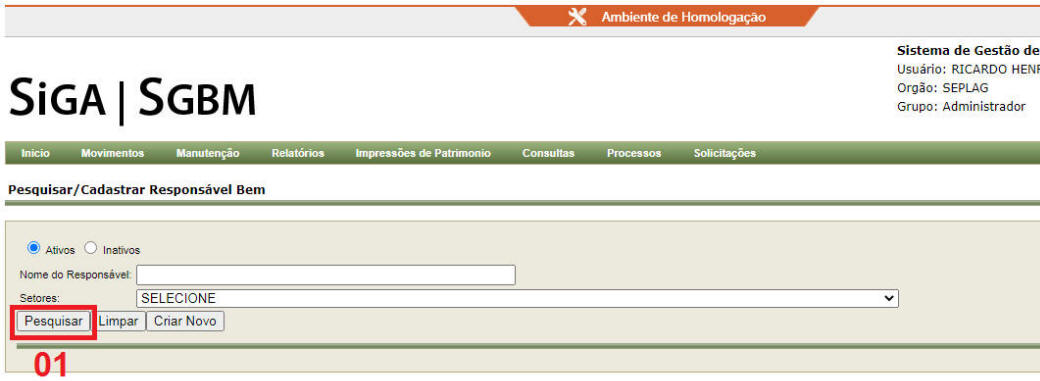 Ambiente de Homologação
Sistema de Gestão de
Usuário: RICARDO HENR
Orgão: SEPLAG
Grupo: Administrador
SiGA | SGBM
Inicio Movimentos Manutenção Relatórios Impressões de Patrimonio Consultas Processos Solicitações
Pesquisar/Cadastrar Responsável Bem
Ativos Inativos
Nome do Responsável:
Setores: SELECIONE
Pesquisar Limpar Criar Novo
01